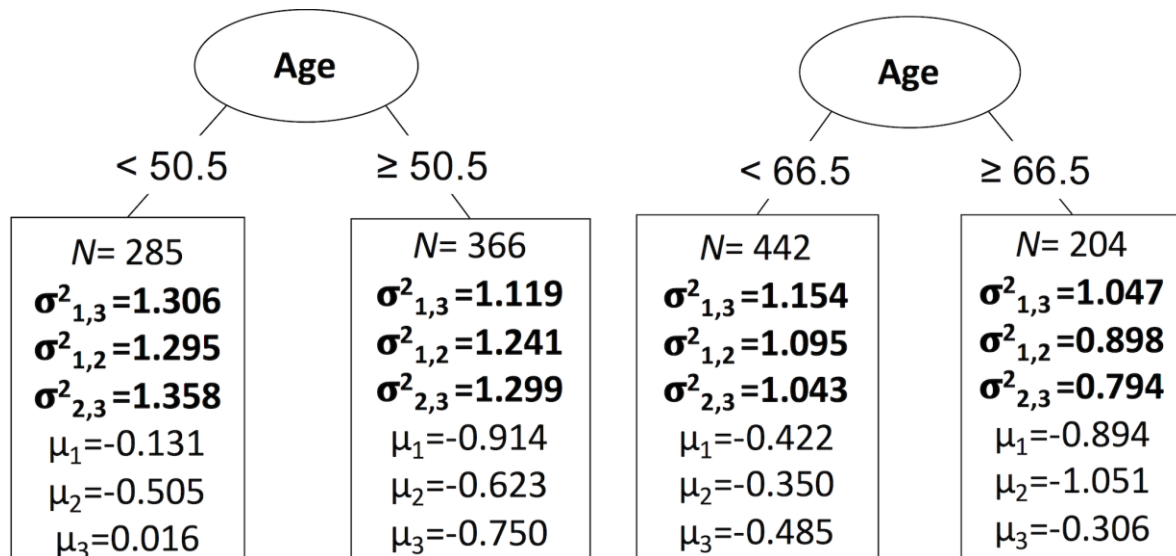 Age
< 50.5
≥ 50.5
N= 285
σ²₁,₃=1.306
σ²₁,₂=1.295
σ²₂,₃=1.358
μ₁=-0.131
μ₂=-0.505
μ₃=0.016
N= 366
σ²₁,₃=1.119
σ²₁,₂=1.241
σ²₂,₃=1.299
μ₁=-0.914
μ₂=-0.623
μ₃=-0.750
Age
< 66.5
≥ 66.5
N= 442
σ²₁,₃=1.154
σ²₁,₂=1.095
σ²₂,₃=1.043
μ₁=-0.422
μ₂=-0.350
μ₃=-0.485
N= 204
σ²₁,₃=1.047
σ²₁,₂=0.898
σ²₂,₃=0.794
μ₁=-0.894
μ₂=-1.051
μ₃=-0.306